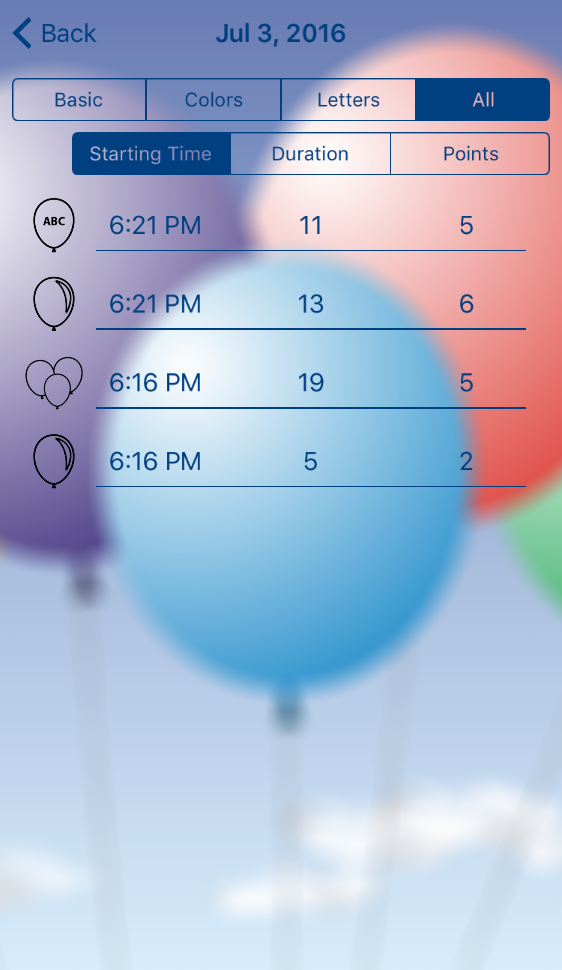 Back Jul 3, 2016
Basic Colors Letters All
Starting Time Duration Points
ABC 6:21 PM 11 5
6:21 PM 13 6
6:16 PM 19 5
6:16 PM 5 2